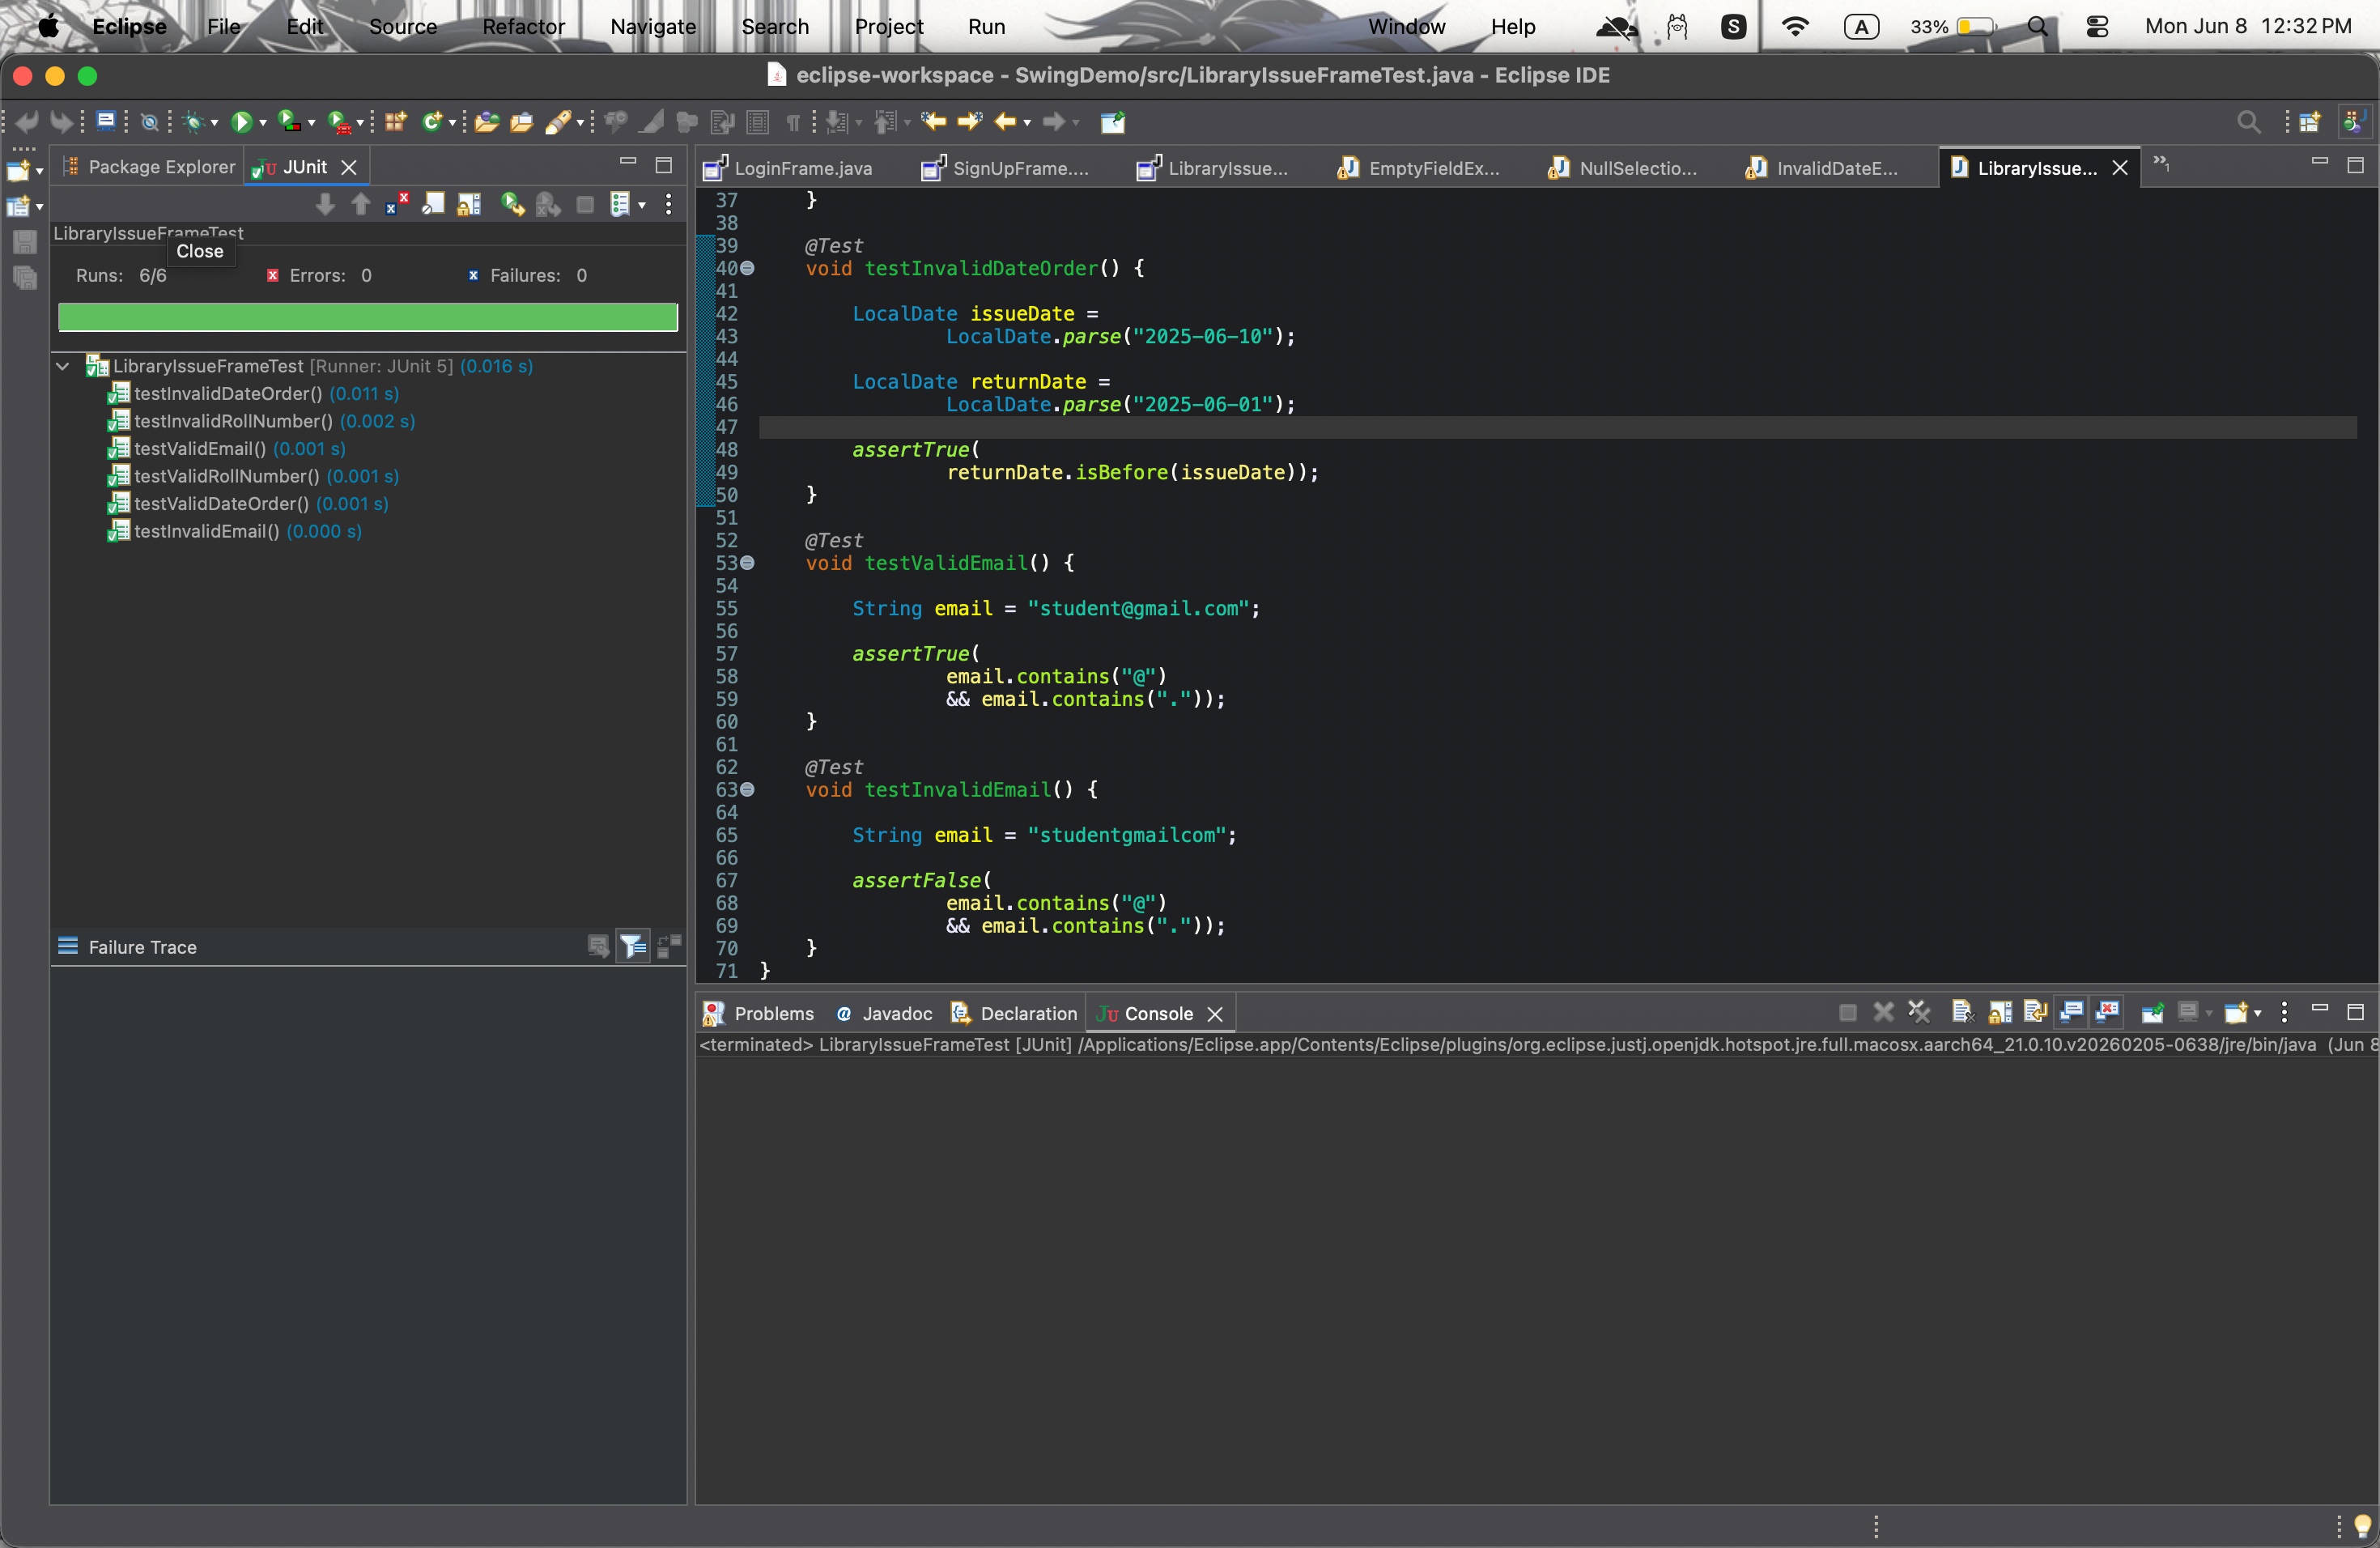 Eclipse File Edit Source Refactor Navigate Search Project Run Window Help S A 33% Mon Jun 8 12:32 PM
eclipse-workspace - SwingDemo/src/LibraryIssueFrameTest.java - Eclipse IDE
Package Explorer JUnit
LibraryIssueFrameTest
Close
Runs: 6/6 Errors: 0 Failures: 0
LibraryIssueFrameTest [Runner: JUnit 5] (0.016 s)
testInvalidDateOrder() (0.011 s)
testInvalidRollNumber() (0.002 s)
testValidEmail() (0.001 s)
testValidRollNumber() (0.001 s)
testValidDateOrder() (0.001 s)
testInvalidEmail() (0.000 s)
Failure Trace
LoginFrame.java SignUpFrame.... LibraryIssue... EmptyFieldEx... NullSelectio... InvalidDateE... LibraryIssue... »1
37 }
38
39 @Test
40 void testInvalidDateOrder() {
41
42 LocalDate issueDate =
43 LocalDate.parse("2025-06-10");
44
45 LocalDate returnDate =
46 LocalDate.parse("2025-06-01");
47
48 assertTrue(
49 returnDate.isBefore(issueDate));
50 }
51
52 @Test
53 void testValidEmail() {
54
55 String email = "student@gmail.com";
56
57 assertTrue(
58 email.contains("@")
59 && email.contains("."));
60 }
61
62 @Test
63 void testInvalidEmail() {
64
65 String email = "studentgmailcom";
66
67 assertFalse(
68 email.contains("@")
69 && email.contains("."));
70 }
71 }
Problems @ Javadoc Declaration Console
<terminated> LibraryIssueFrameTest [JUnit] /Applications/Eclipse.app/Contents/Eclipse/plugins/org.eclipse.justj.openjdk.hotspot.jre.full.macosx.aarch64_21.0.10.v20260205-0638/jre/bin/java (Jun 8